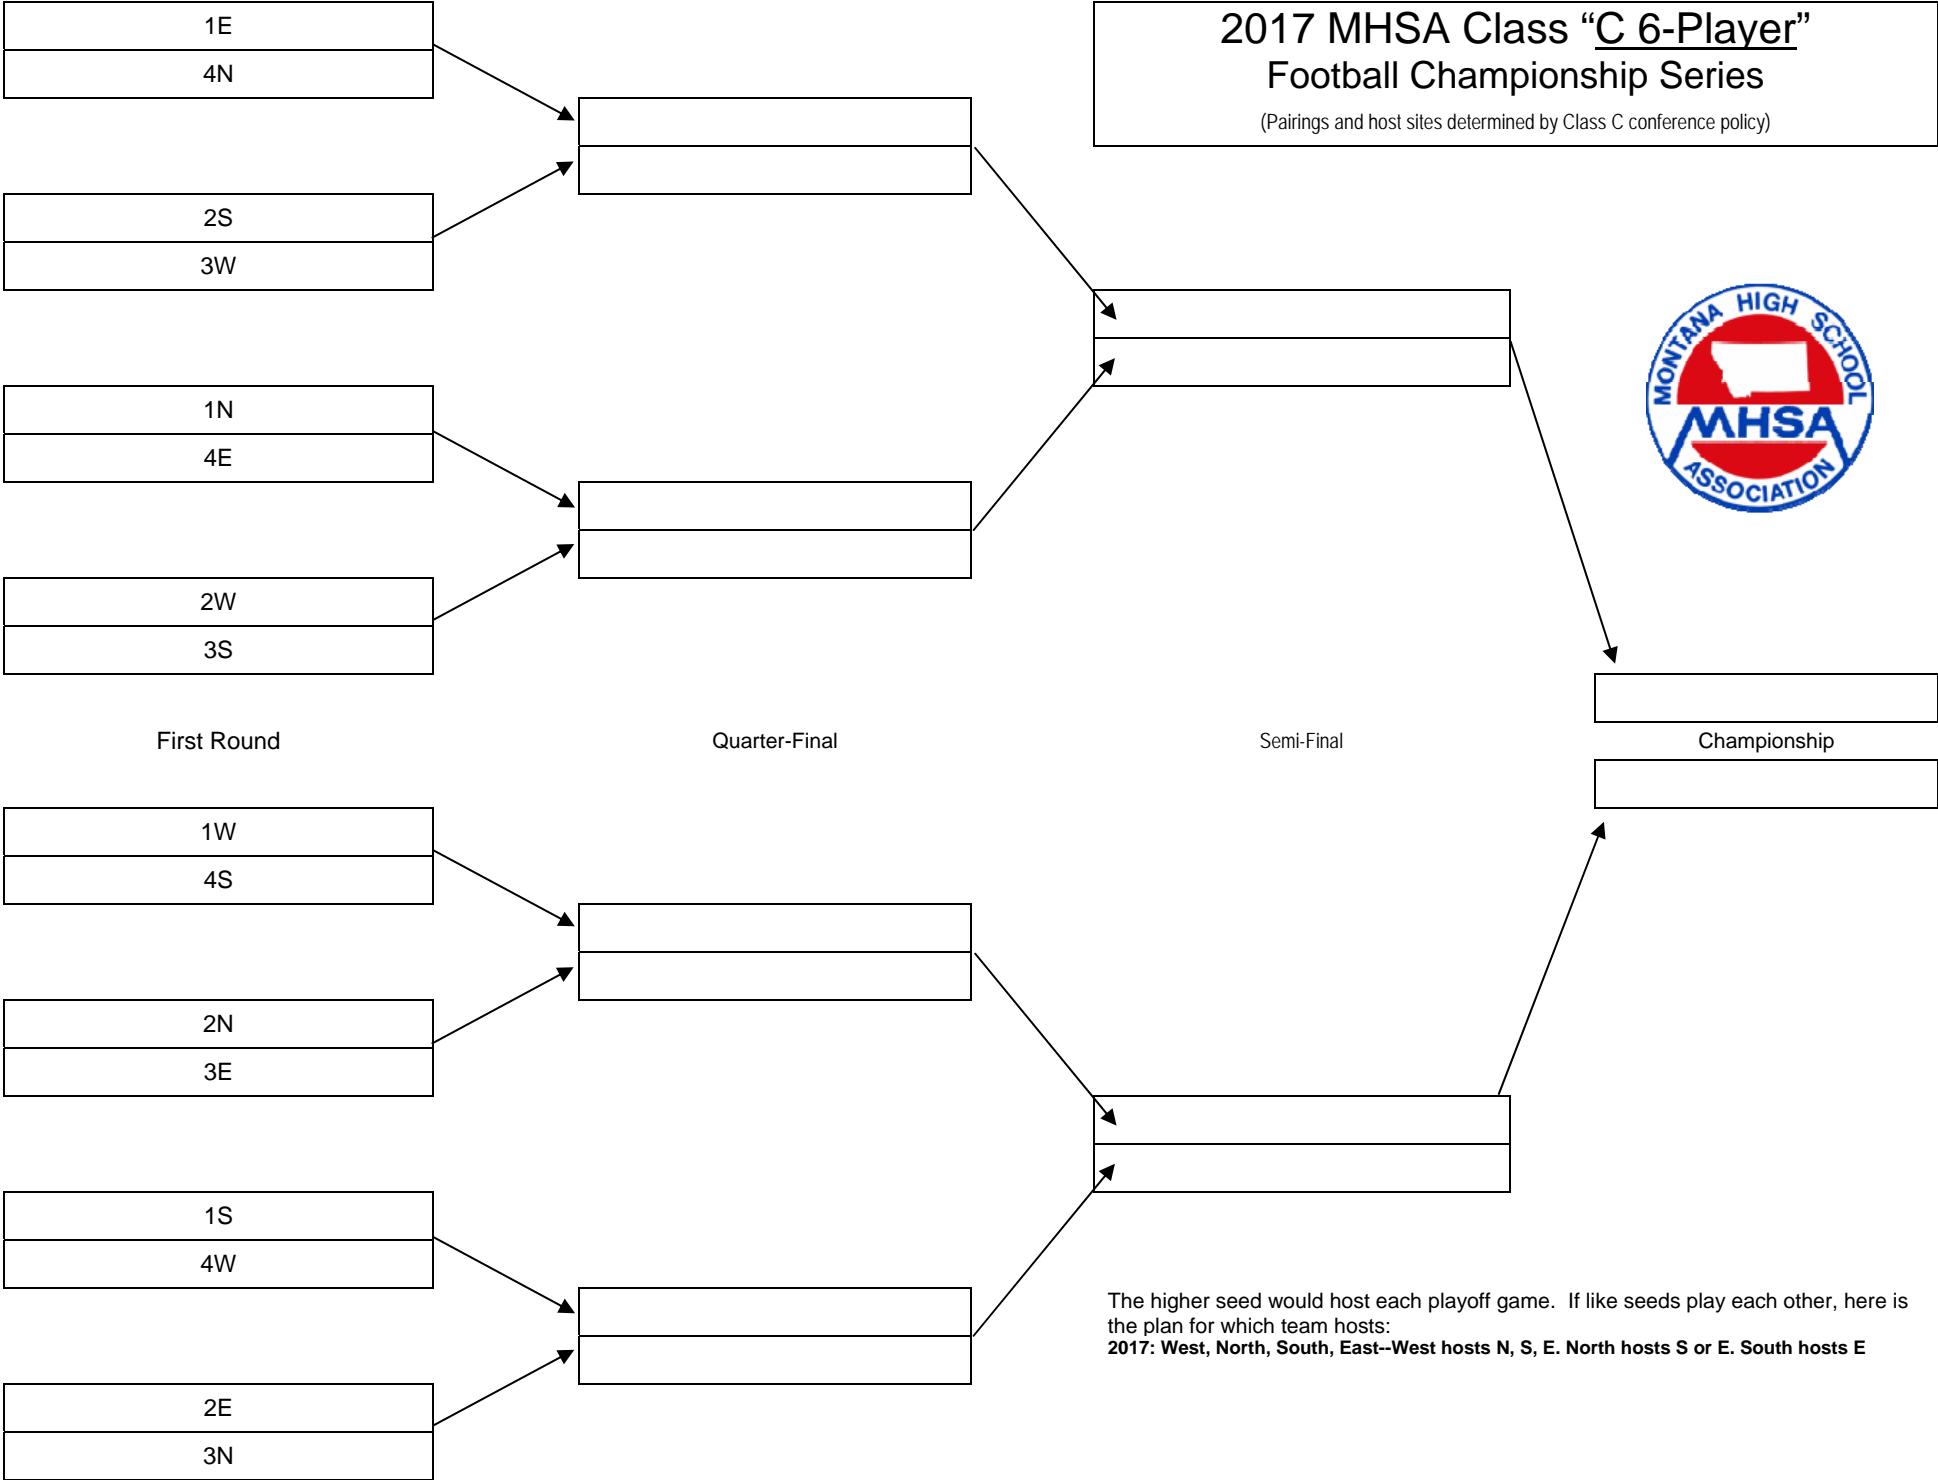 1E
4N
2017 MHSA Class “C 6-Player”
Football Championship Series
(Pairings and host sites determined by Class C conference policy)
2S
3W
MONTANA HIGH SCHOOL
MHSA
ASSOCIATION
1N
4E
2W
3S
First Round
Quarter-Final
Semi-Final
Championship
1W
4S
2N
3E
1S
4W
The higher seed would host each playoff game.  If like seeds play each other, here is
the plan for which team hosts:
2017: West, North, South, East--West hosts N, S, E. North hosts S or E. South hosts E
2E
3N